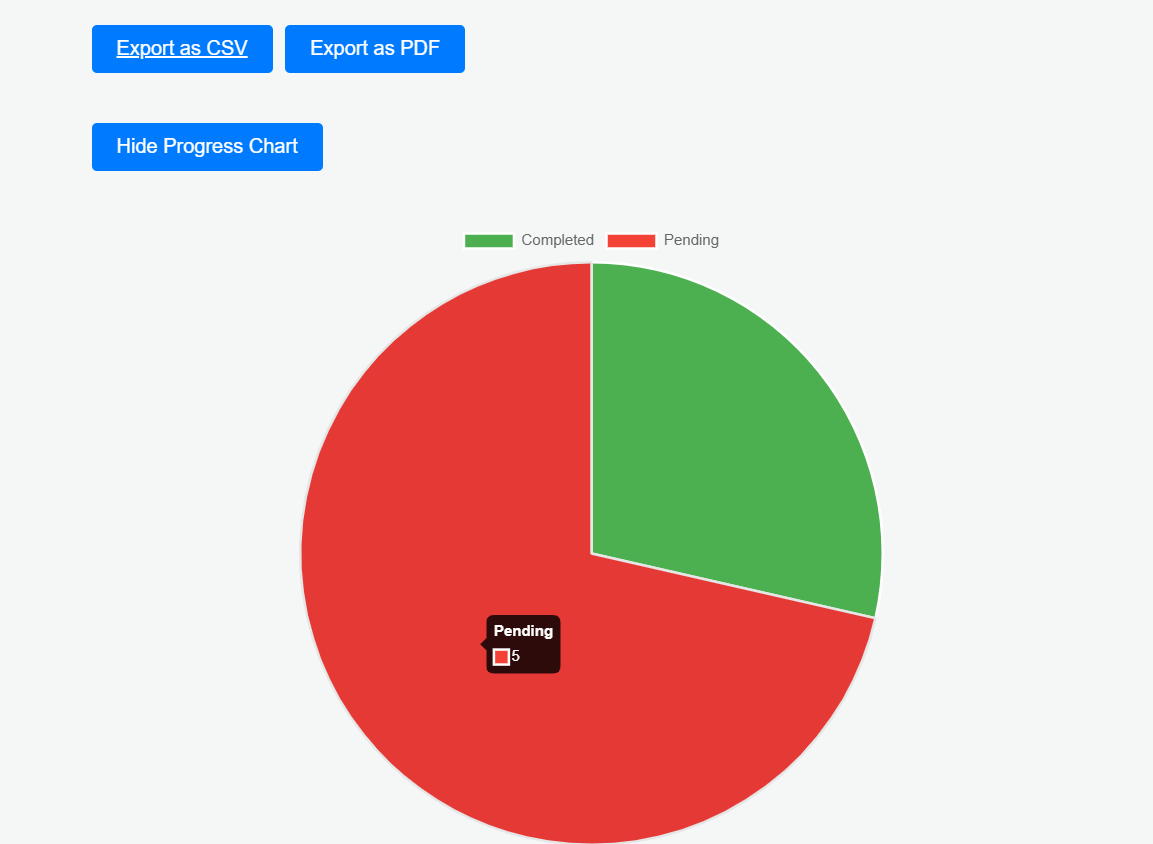 Export as CSV Export as PDF
Hide Progress Chart
Completed Pending
Pending
5